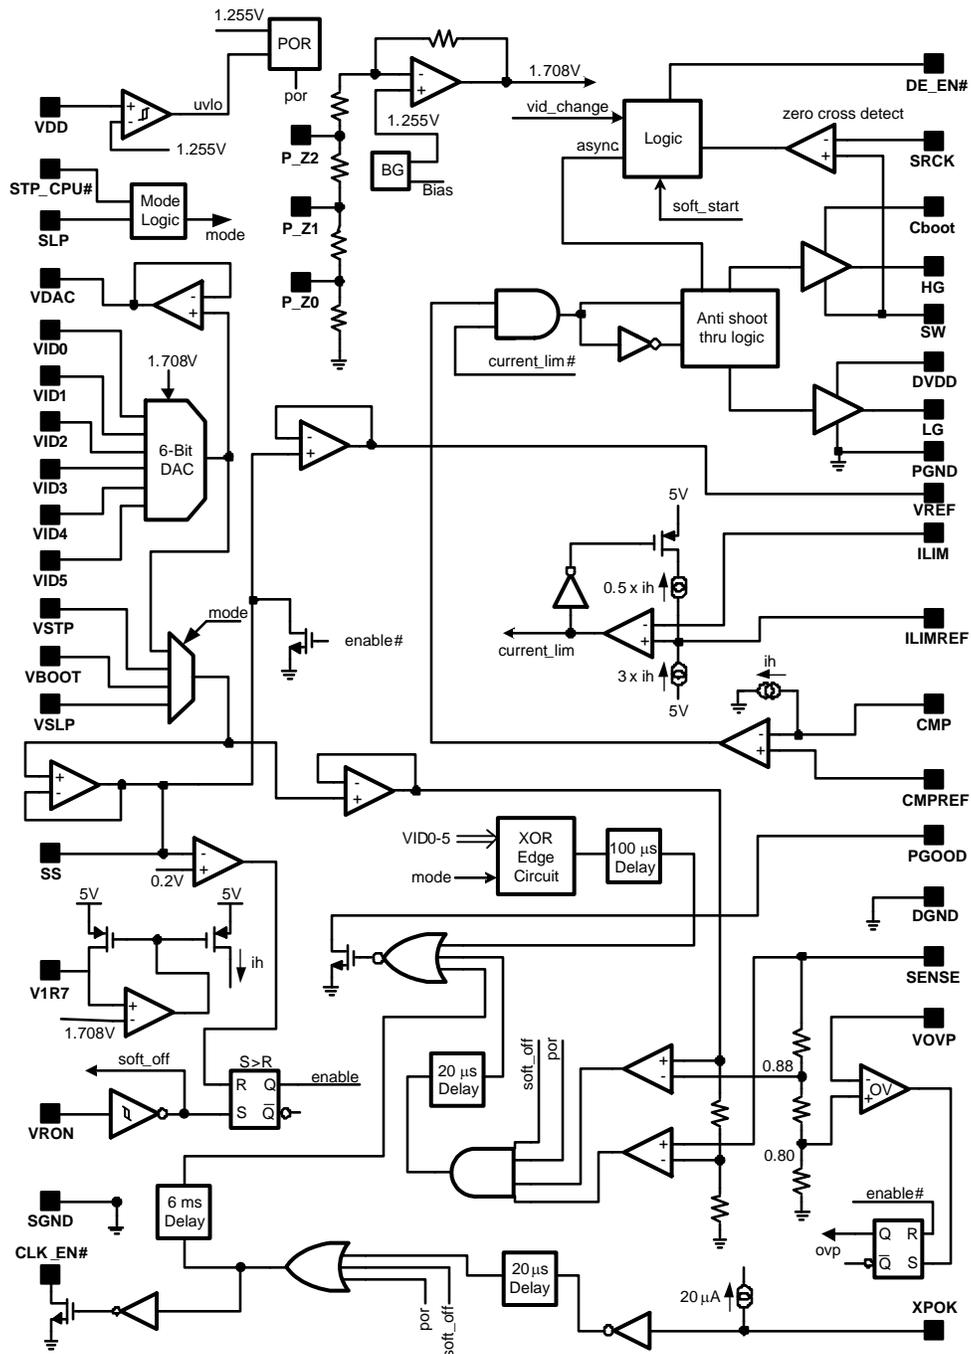 1.255V
POR
por
uvlo
VDD
+
-
1.255V
-
+
1.708V
1.255V
BG
Bias
P_Z2
P_Z1
P_Z0
STP_CPU#
SLP
Mode
Logic
mode
vid_change
async
Logic
soft_start
zero cross detect
-
+
DE_EN#
SRCK
Cboot
HG
SW
DVDD
LG
PGND
VREF
ILIM
VDAC
-
+
VID0
VID1
VID2
VID3
VID4
VID5
1.708V
6-Bit
DAC
current_lim#
Anti shoot
thru logic
-
+
5V
0.5 x ih
-
+
current_lim
3 x ih
5V
ILIMREF
VSTP
VBOOT
VSLP
mode
enable#
ih
-
+
CMP
CMPREF
+
-
-
+
SS
-
+
0.2V
VID0-5
mode
XOR
Edge
Circuit
100 µs
Delay
PGOOD
DGND
SENSE
VOVP
5V
5V
ih
V1R7
+
-
1.708V
soft_off
VRON
S>R
R
Q
S
Q
enable
20 µs
Delay
soft_off
por
+
-
+
-
0.88
0.80
-
+
OV
enable#
Q
R
Q
S
ovp
SGND
6 ms
Delay
CLK_EN#
por
soft_off
20 µs
Delay
20 µA
XPOK